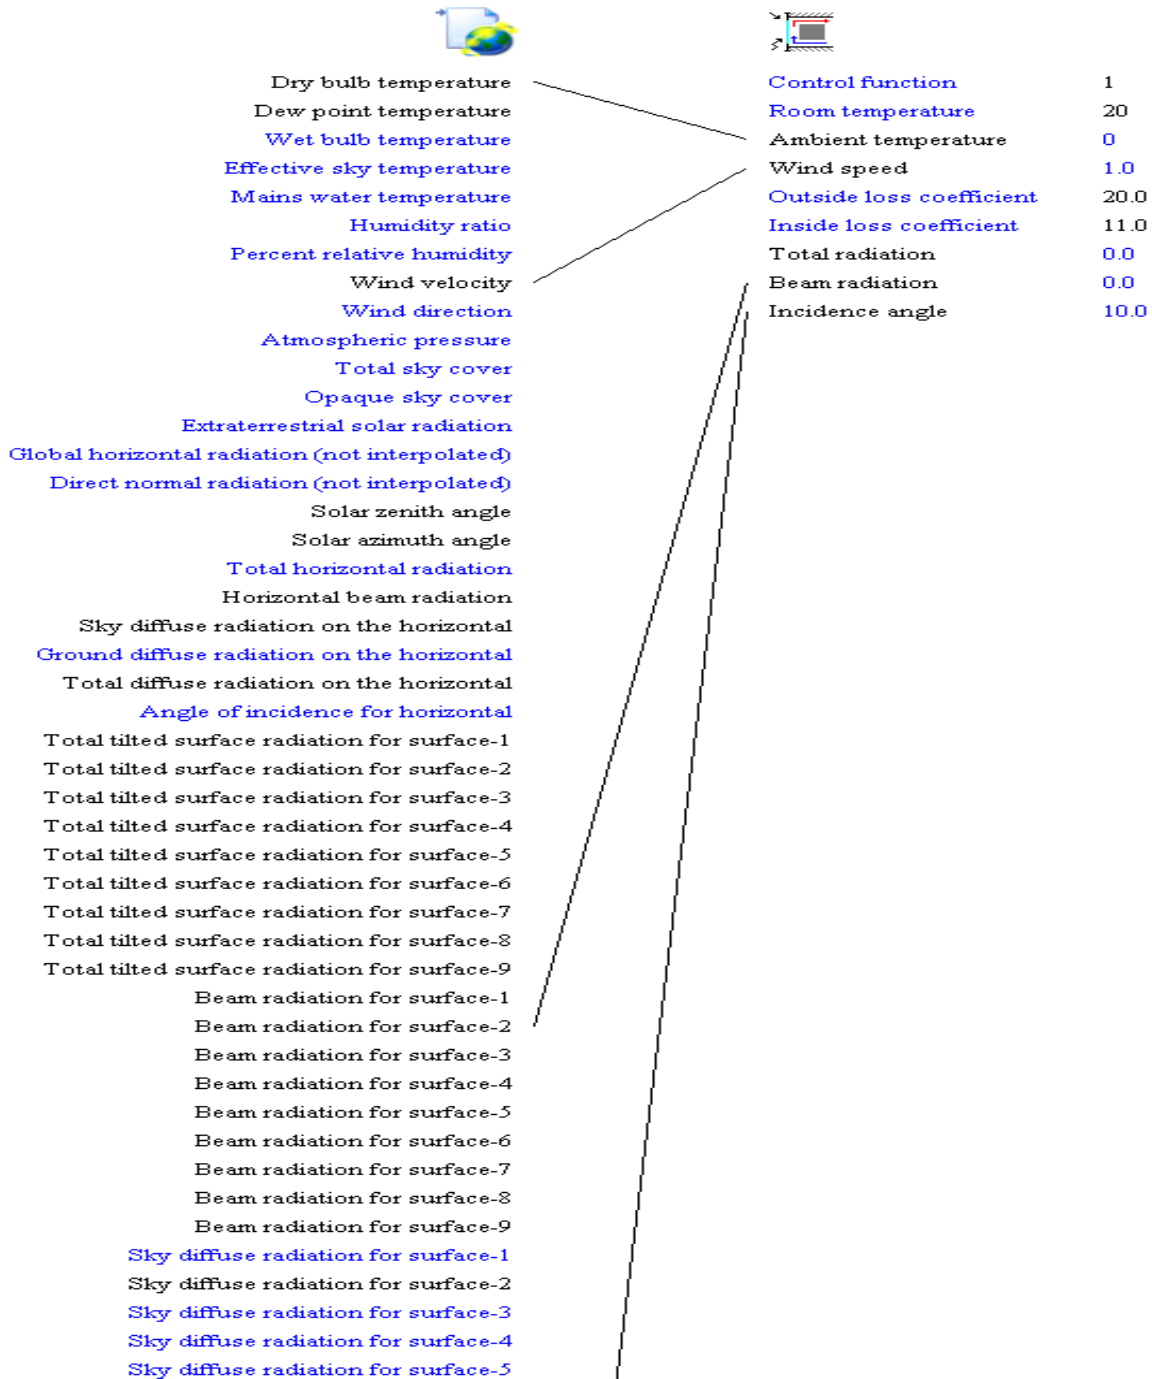 Dry bulb temperature
Dew point temperature
Wet bulb temperature
Effective sky temperature
Mains water temperature
Humidity ratio
Percent relative humidity
Wind velocity
Wind direction
Atmospheric pressure
Total sky cover
Opaque sky cover
Extraterrestrial solar radiation
Global horizontal radiation (not interpolated)
Direct normal radiation (not interpolated)
Solar zenith angle
Solar azimuth angle
Total horizontal radiation
Horizontal beam radiation
Sky diffuse radiation on the horizontal
Ground diffuse radiation on the horizontal
Total diffuse radiation on the horizontal
Angle of incidence for horizontal
Total tilted surface radiation for surface-1
Total tilted surface radiation for surface-2
Total tilted surface radiation for surface-3
Total tilted surface radiation for surface-4
Total tilted surface radiation for surface-5
Total tilted surface radiation for surface-6
Total tilted surface radiation for surface-7
Total tilted surface radiation for surface-8
Total tilted surface radiation for surface-9
Beam radiation for surface-1
Beam radiation for surface-2
Beam radiation for surface-3
Beam radiation for surface-4
Beam radiation for surface-5
Beam radiation for surface-6
Beam radiation for surface-7
Beam radiation for surface-8
Beam radiation for surface-9
Sky diffuse radiation for surface-1
Sky diffuse radiation for surface-2
Sky diffuse radiation for surface-3
Sky diffuse radiation for surface-4
Sky diffuse radiation for surface-5
Control function 1
Room temperature 20
Ambient temperature 0
Wind speed 1.0
Outside loss coefficient 20.0
Inside loss coefficient 11.0
Total radiation 0.0
Beam radiation 0.0
Incidence angle 10.0